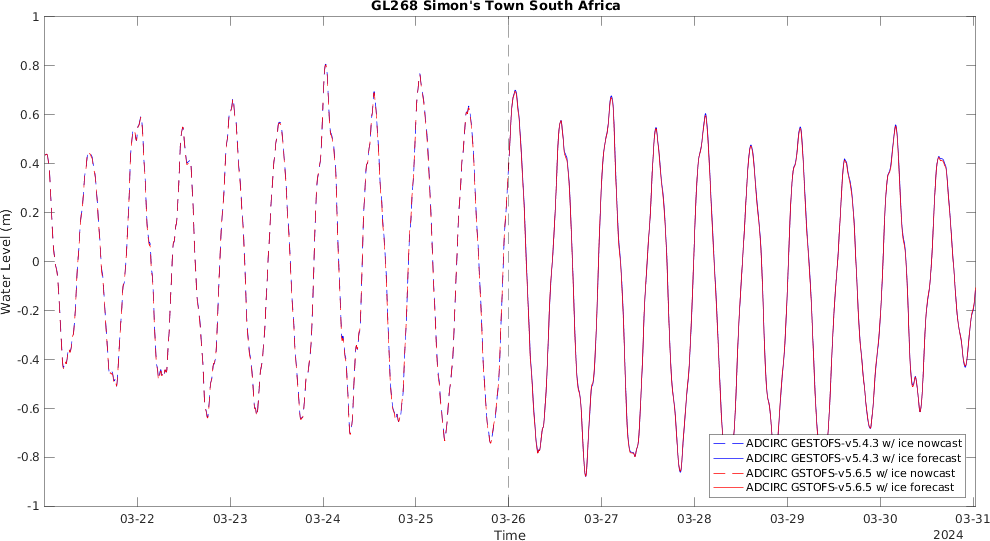 GL268 Simon's Town South Africa
1
0.8
0.6
0.4
0.2
0
-0.2
-0.4
-0.6
-0.8
-1
Water Level (m)
ADCIRC GESTOFS-v5.4.3 w/ ice nowcast
ADCIRC GESTOFS-v5.4.3 w/ ice forecast
ADCIRC GSTOFS-v5.6.5 w/ ice nowcast
ADCIRC GSTOFS-v5.6.5 w/ ice forecast
03-22 03-23 03-24 03-25 03-26 03-27 03-28 03-29 03-30 03-31
Time
2024